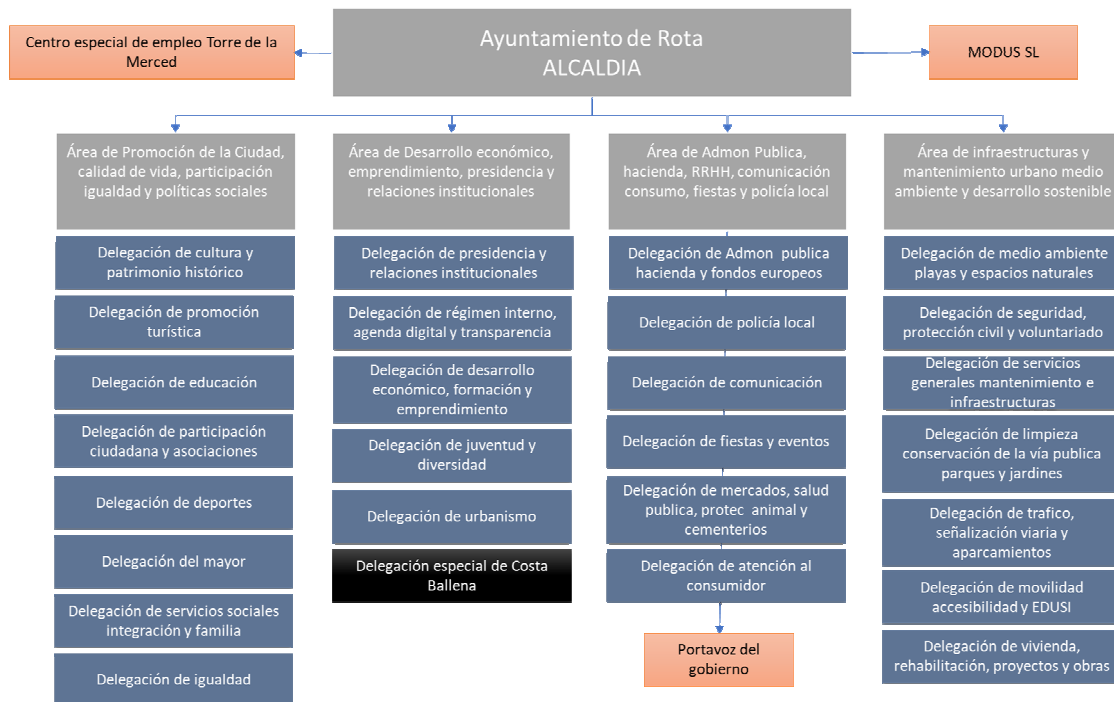 Ayuntamiento de Rota
ALCALDIA
Centro especial de empleo Torre de la
Merced
MODUS SL
Área de Promoción de la Ciudad,
calidad de vida, participación
igualdad y políticas sociales
Delegación de cultura y
patrimonio histórico
Delegación de promoción
turística
Delegación de educación
Delegación de participación
ciudadana y asociaciones
Delegación de deportes
Delegación del mayor
Delegación de servicios sociales
integración y familia
Delegación de igualdad
Área de Desarrollo económico,
emprendimiento, presidencia y
relaciones institucionales
Delegación de presidencia y
relaciones institucionales
Delegación de régimen interno,
agenda digital y transparencia
Delegación de desarrollo
económico, formación y
emprendimiento
Delegación de juventud y
diversidad
Delegación de urbanismo
Delegación especial de Costa
Ballena
Área de Admon Publica,
hacienda, RRHH, comunicación
consumo, fiestas y policía local
Delegación de Admon publica
hacienda y fondos europeos
Delegación de policía local
Delegación de comunicación
Delegación de fiestas y eventos
Delegación de mercados, salud
publica, protec animal y
cementerios
Delegación de atención al
consumidor
Portavoz del
gobierno
Área de infraestructuras y
mantenimiento urbano medio
ambiente y desarrollo sostenible
Delegación de medio ambiente
playas y espacios naturales
Delegación de seguridad,
protección civil y voluntariado
Delegación de servicios
generales mantenimiento e
infraestructuras
Delegación de limpieza
conservación de la vía publica
parques y jardines
Delegación de trafico,
señalización viaria y
aparcamientos
Delegación de movilidad
accesibilidad y EDUSI
Delegación de vivienda,
rehabilitación, proyectos y obras